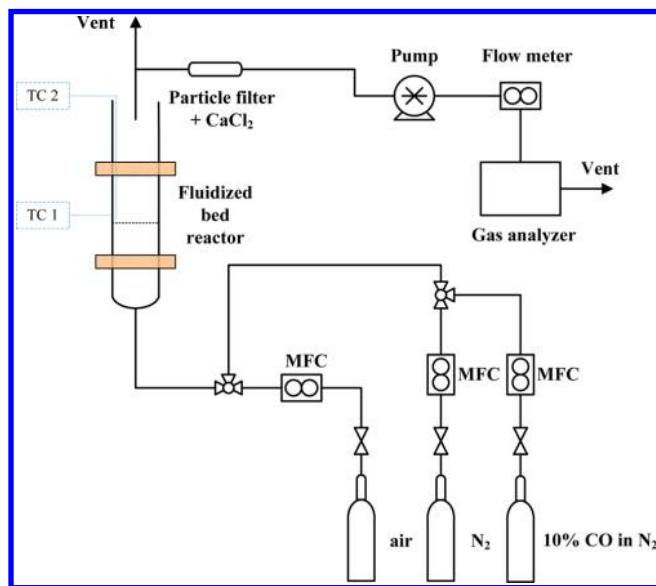 Vent
Pump
Flow meter
TC 2
Particle filter
+ CaCl₂
Vent
TC 1
Fluidized
bed
reactor
Gas analyzer
MFC
MFC
MFC
air
N₂
10% CO in N₂